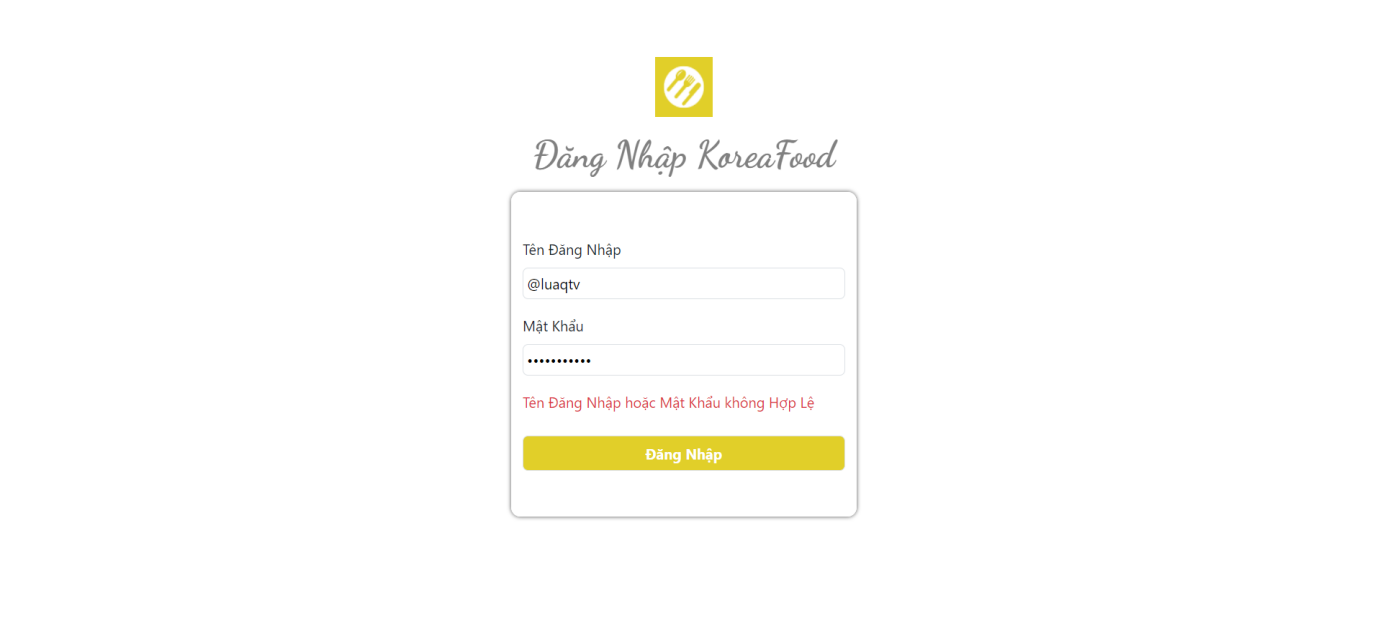 Đăng Nhập KoreaFood
Tên Đăng Nhập
@luaqtv
Mật Khẩu
•••••••••••
Tên Đăng Nhập hoặc Mật Khẩu không Hợp Lệ
Đăng Nhập